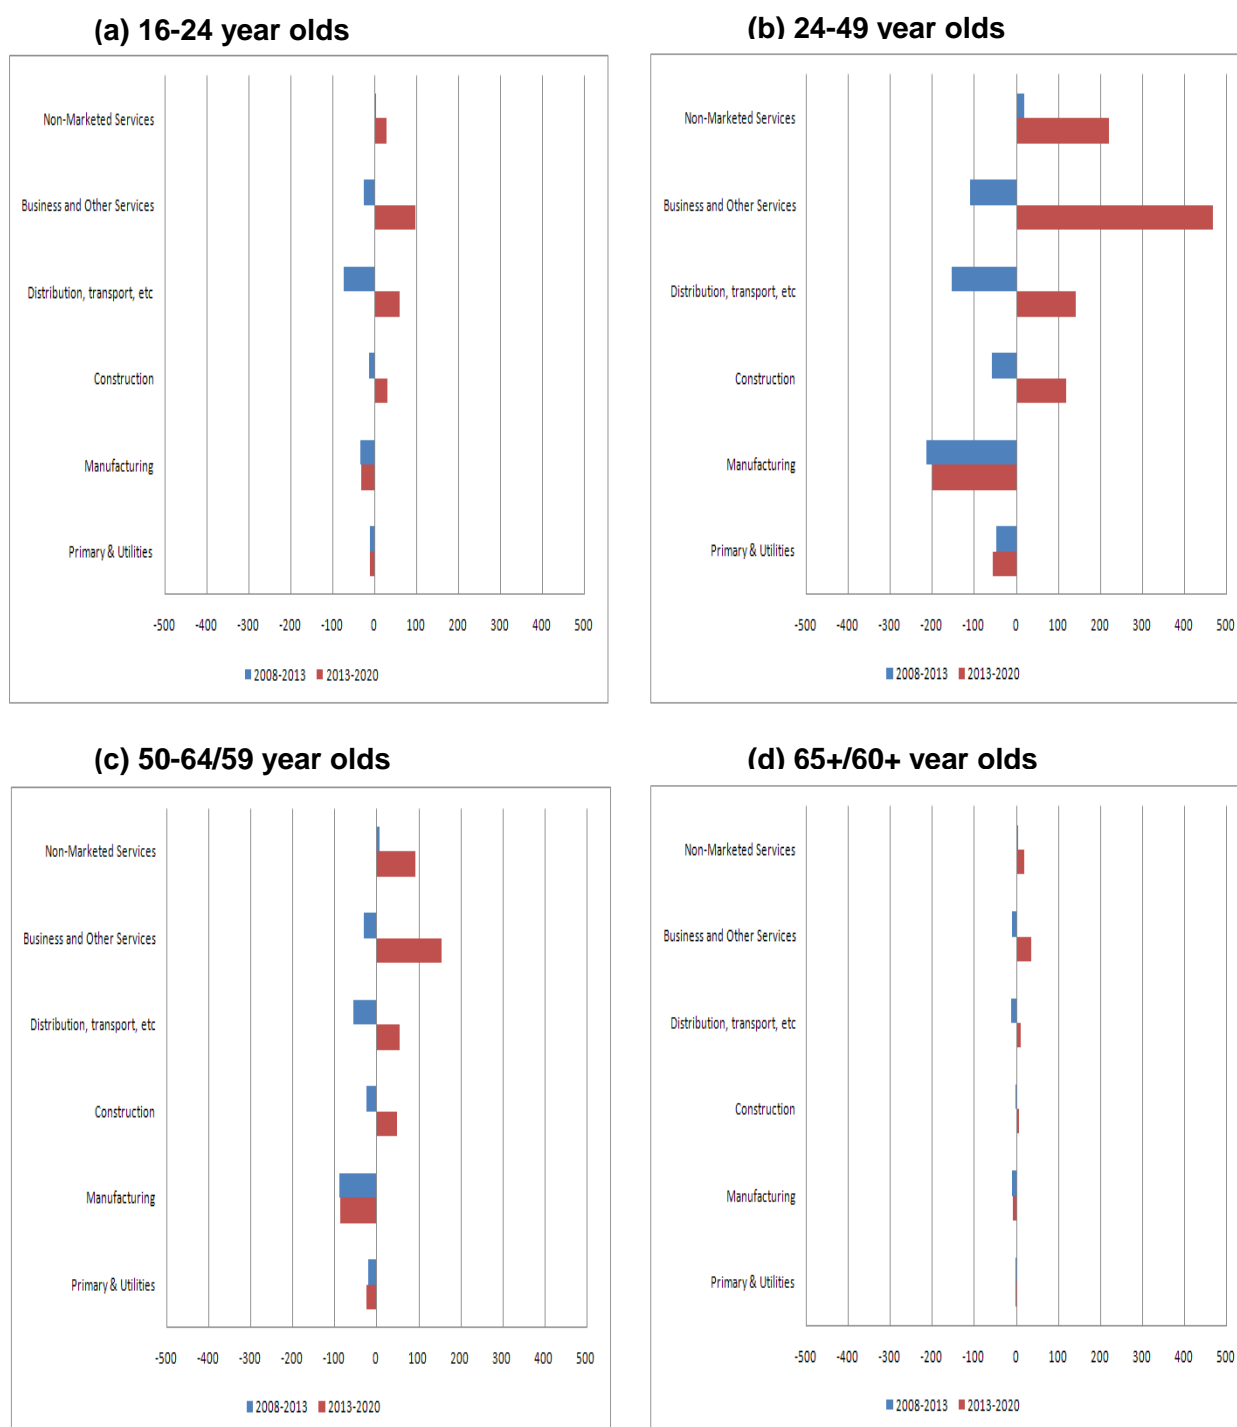 (a) 16-24 year olds
Non-Marketed Services
Business and Other Services
Distribution, transport, etc
Construction
Manufacturing
Primary & Utilities
-500 -400 -300 -200 -100 0 100 200 300 400 500
2008-2013 2013-2020
(b) 24-49 year olds
Non-Marketed Services
Business and Other Services
Distribution, transport, etc
Construction
Manufacturing
Primary & Utilities
-500 -400 -300 -200 -100 0 100 200 300 400 500
2008-2013 2013-2020
(c) 50-64/59 year olds
Non-Marketed Services
Business and Other Services
Distribution, transport, etc
Construction
Manufacturing
Primary & Utilities
-500 -400 -300 -200 -100 0 100 200 300 400 500
2008-2013 2013-2020
(d) 65+/60+ year olds
Non-Marketed Services
Business and Other Services
Distribution, transport, etc
Construction
Manufacturing
Primary & Utilities
-500 -400 -300 -200 -100 0 100 200 300 400 500
2008-2013 2013-2020